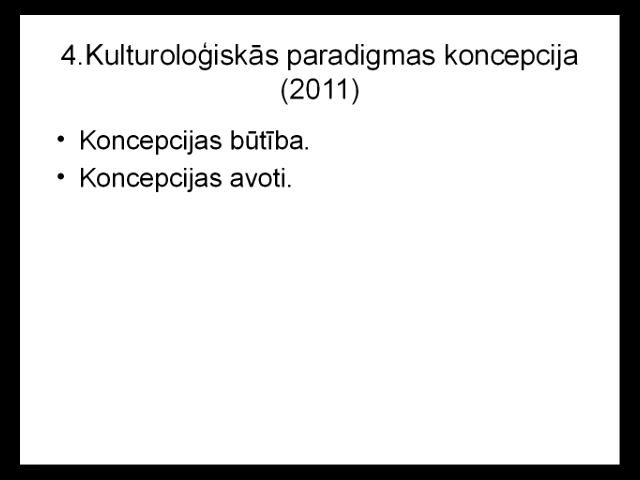 4.Kulturoloģiskās paradigmas koncepcija
(2011)
• Koncepcijas būtība.
• Koncepcijas avoti.